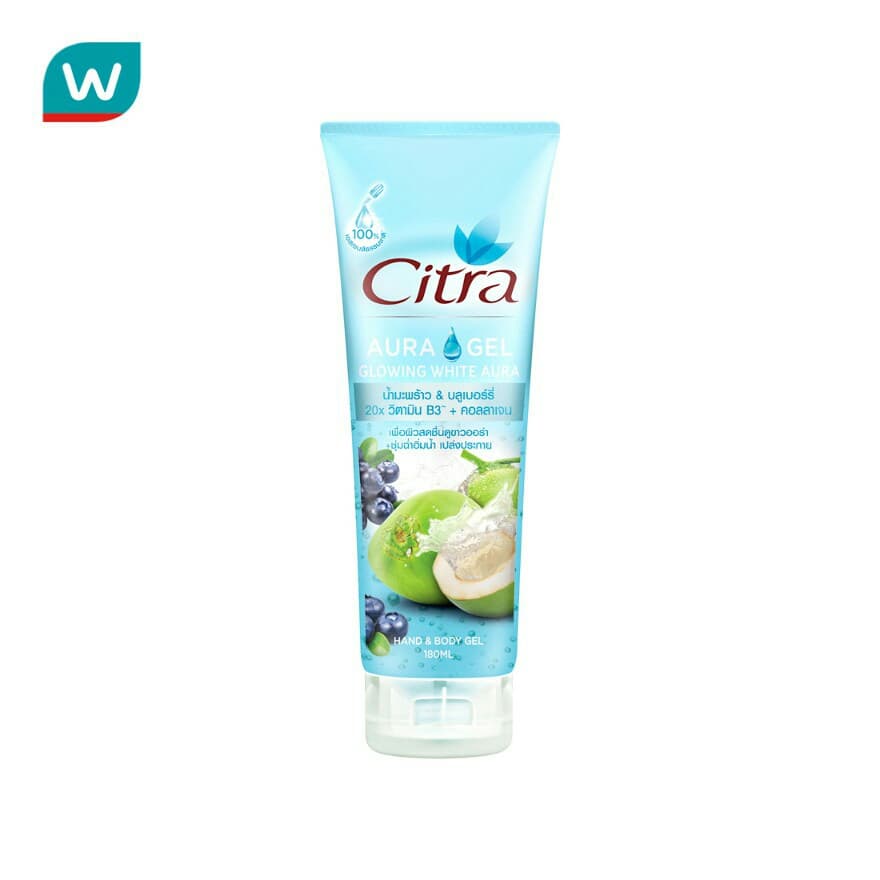 W
100%
Citra
AURA GEL
GLOWING WHITE AURA
น้ำมะพร้าว & บลูเบอร์รี่
20x วิตามิน B3™ + คอลลาเจน
เพื่อผิวสดชื่นดูขาวออร่า
+ชุ่มฉ่ำอิ่มน้ำ เปล่งประกาย
HAND & BODY GEL
180ML